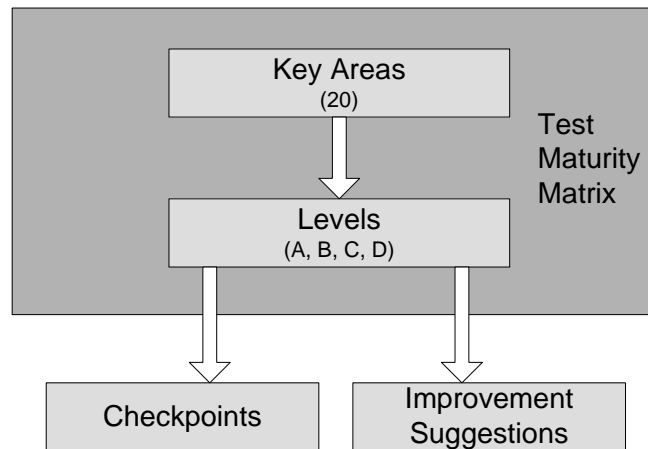 Key Areas
(20)
Test
Maturity
Matrix
Levels
(A, B, C, D)
Checkpoints
Improvement
Suggestions